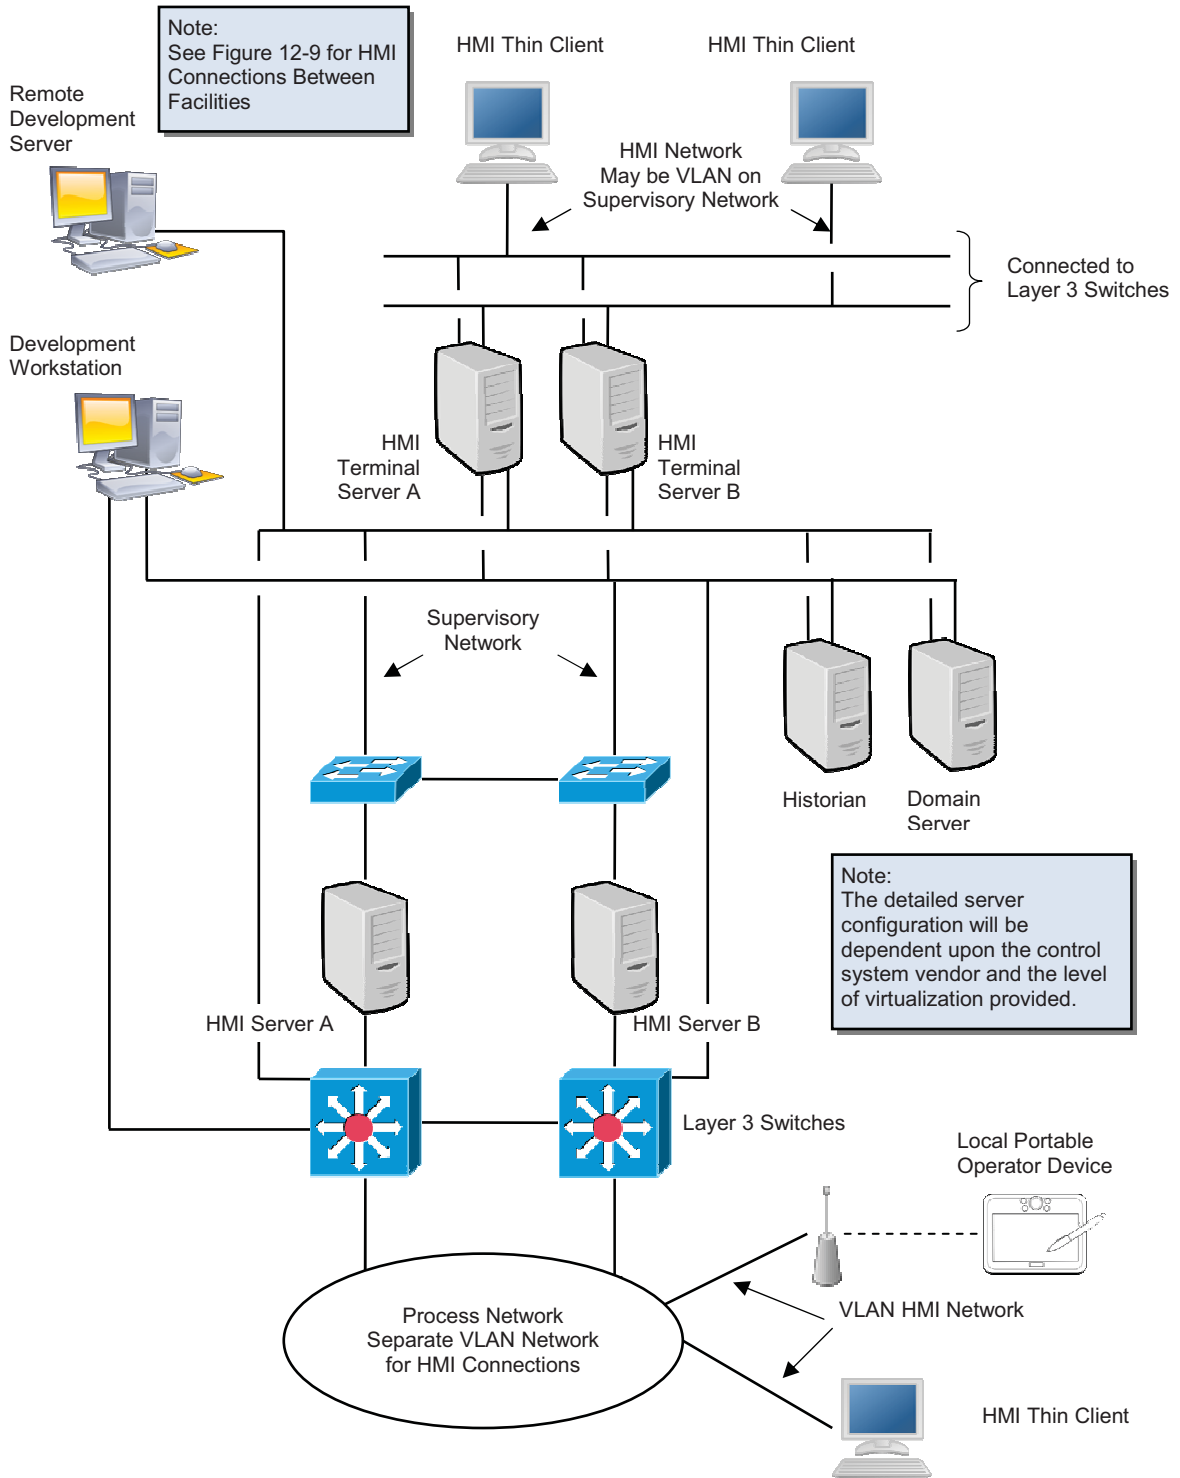 Note:
See Figure 12-9 for HMI
Connections Between
Facilities
HMI Thin Client
HMI Thin Client
Remote
Development
Server
HMI Network
May be VLAN on
Supervisory Network
Connected to
Layer 3 Switches
Development
Workstation
HMI
Terminal
Server A
HMI
Terminal
Server B
Supervisory
Network
Historian
Domain
Server
Note:
The detailed server
configuration will be
dependent upon the control
system vendor and the level
of virtualization provided.
HMI Server A
HMI Server B
Layer 3 Switches
Local Portable
Operator Device
Process Network
Separate VLAN Network
for HMI Connections
VLAN HMI Network
HMI Thin Client